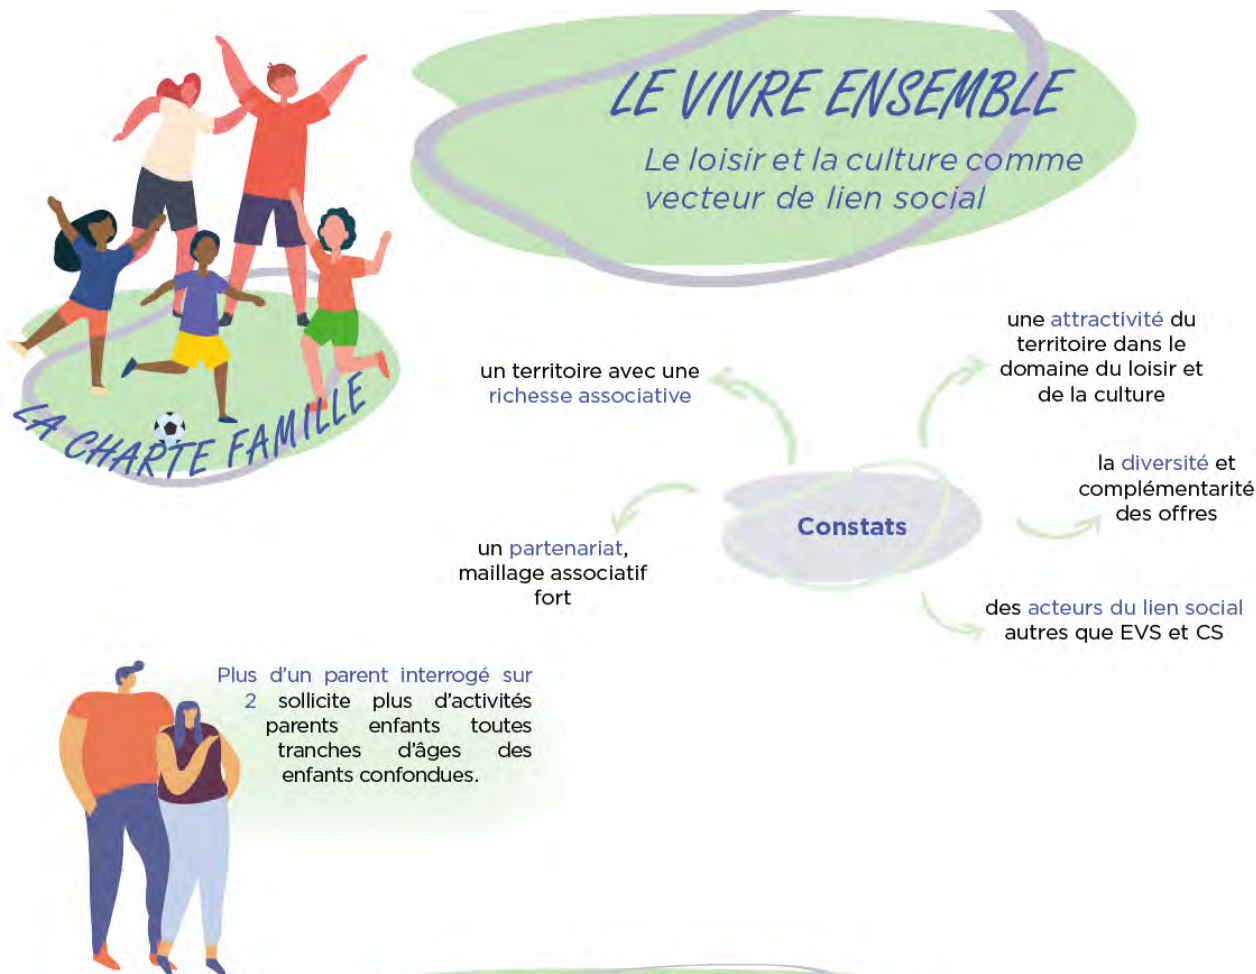 LE VIVRE ENSEMBLE
Le loisir et la culture comme
vecteur de lien social
LA CHARTE FAMILLE
un territoire avec une
richesse associative
une attractivité du
territoire dans le
domaine du loisir et
de la culture
la diversité et
complémentarité
des offres
Constats
un partenariat,
maillage associatif
fort
des acteurs du lien social
autres que EVS et CS
Plus d'un parent interrogé sur
2 sollicite plus d'activités
parents enfants toutes
tranches d'âges des
enfants confondues.